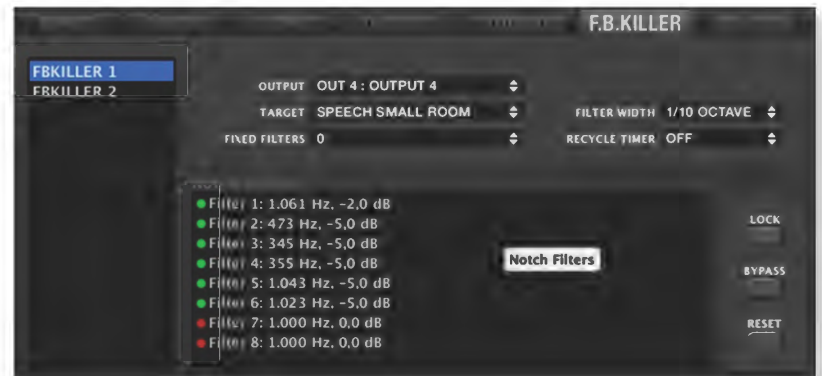 F.B.KILLER
FBKILLER 1
FBKILLER 2
OUTPUT OUT 4 : OUTPUT 4
TARGET SPEECH SMALL ROOM
FILTER WIDTH 1/10 OCTAVE
FIXED FILTERS 0
RECYCLE TIMER OFF
Filter 1: 1.061 Hz, -2,0 dB
Filter 2: 473 Hz, -5,0 dB
Filter 3: 345 Hz, -5,0 dB
Filter 4: 355 Hz, -5,0 dB
Filter 5: 1.043 Hz, -5,0 dB
Filter 6: 1.023 Hz, -5,0 dB
Filter 7: 1.000 Hz, 0,0 dB
Filter 8: 1.000 Hz, 0,0 dB
Notch Filters
LOCK
BYPASS
RESET